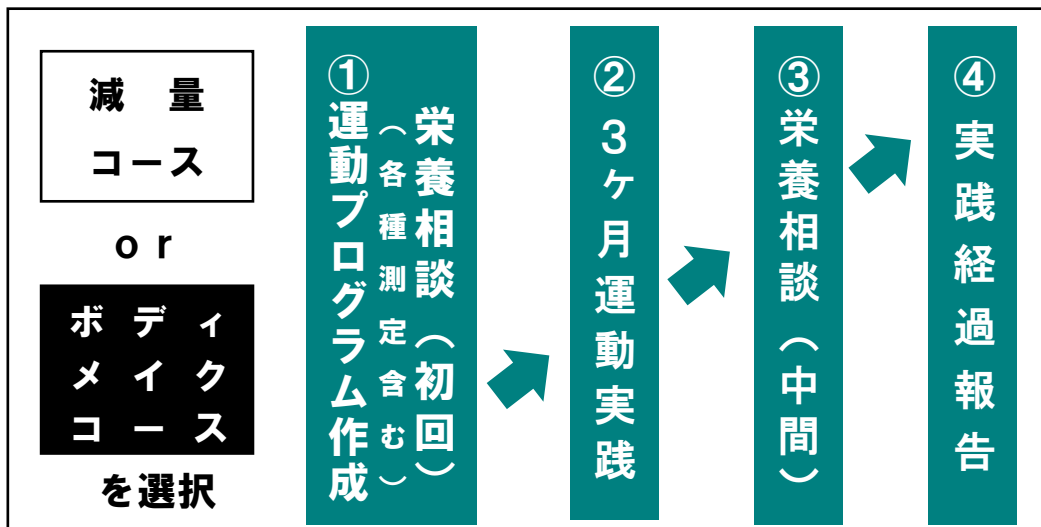 減量
コース
or
ボディ
メイク
コース
を選択
①運動プログラム作成
（各種測定含む）
栄養相談（初回）
②3ヶ月運動実践
③栄養相談（中間）
④実践経過報告